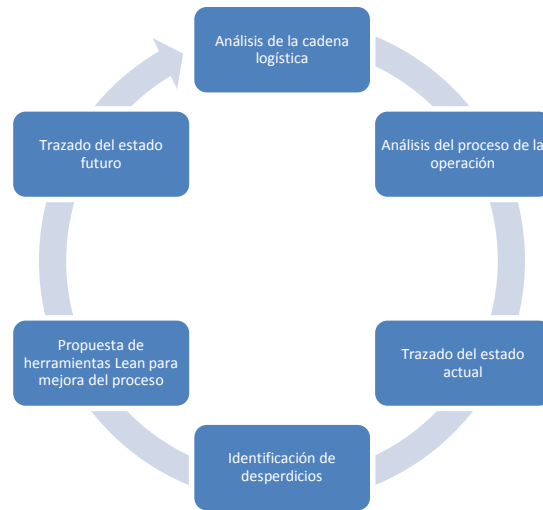 Análisis de la cadena
logística
Análisis del proceso de la
operación
Trazado del estado
actual
Identificación de
desperdicios
Propuesta de
herramientas Lean para
mejora del proceso
Trazado del estado
futuro